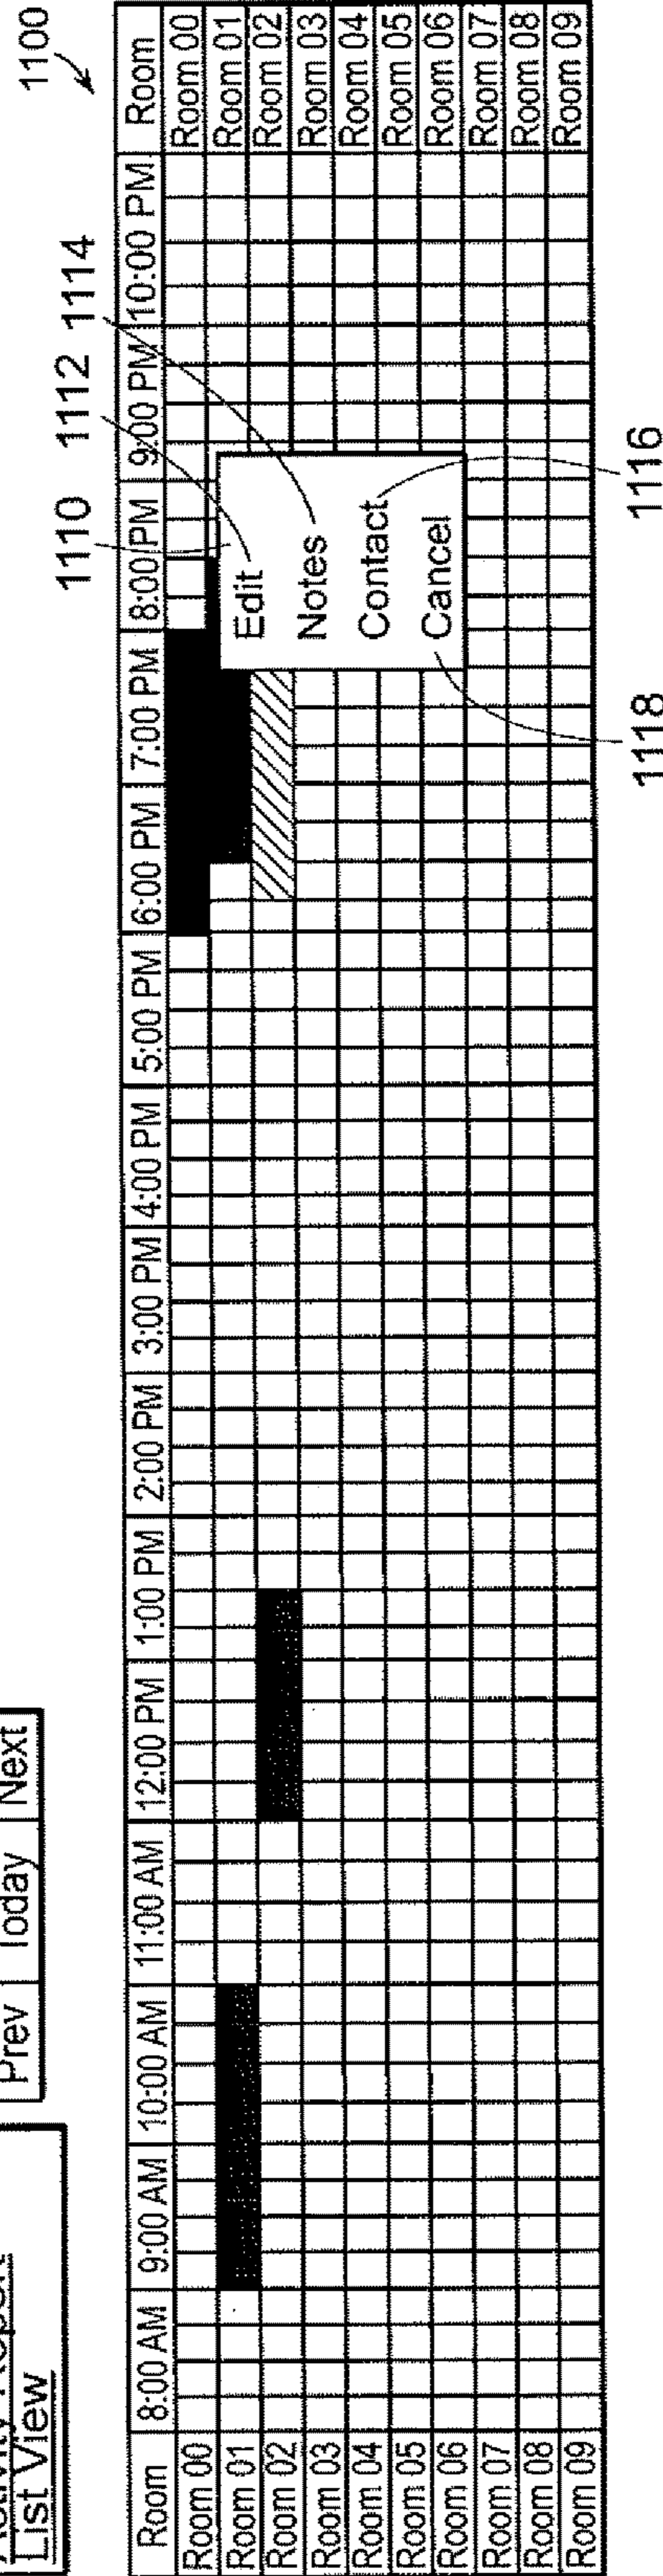 Activity Report
List View
Prev Today Next
1100
1110 1112 1114
Room 8:00 AM 9:00 AM 10:00 AM 11:00 AM 12:00 PM 1:00 PM 2:00 PM 3:00 PM 4:00 PM 5:00 PM 6:00 PM 7:00 PM 8:00 PM 9:00 PM 10:00 PM Room
Room 00 Room 00
Room 01 Room 01
Room 02 Room 02
Room 03 Room 03
Room 04 Room 04
Room 05 Room 05
Room 06 Room 06
Room 07 Room 07
Room 08 Room 08
Room 09 Room 09
Edit
Notes
Contact
Cancel
1118 1116